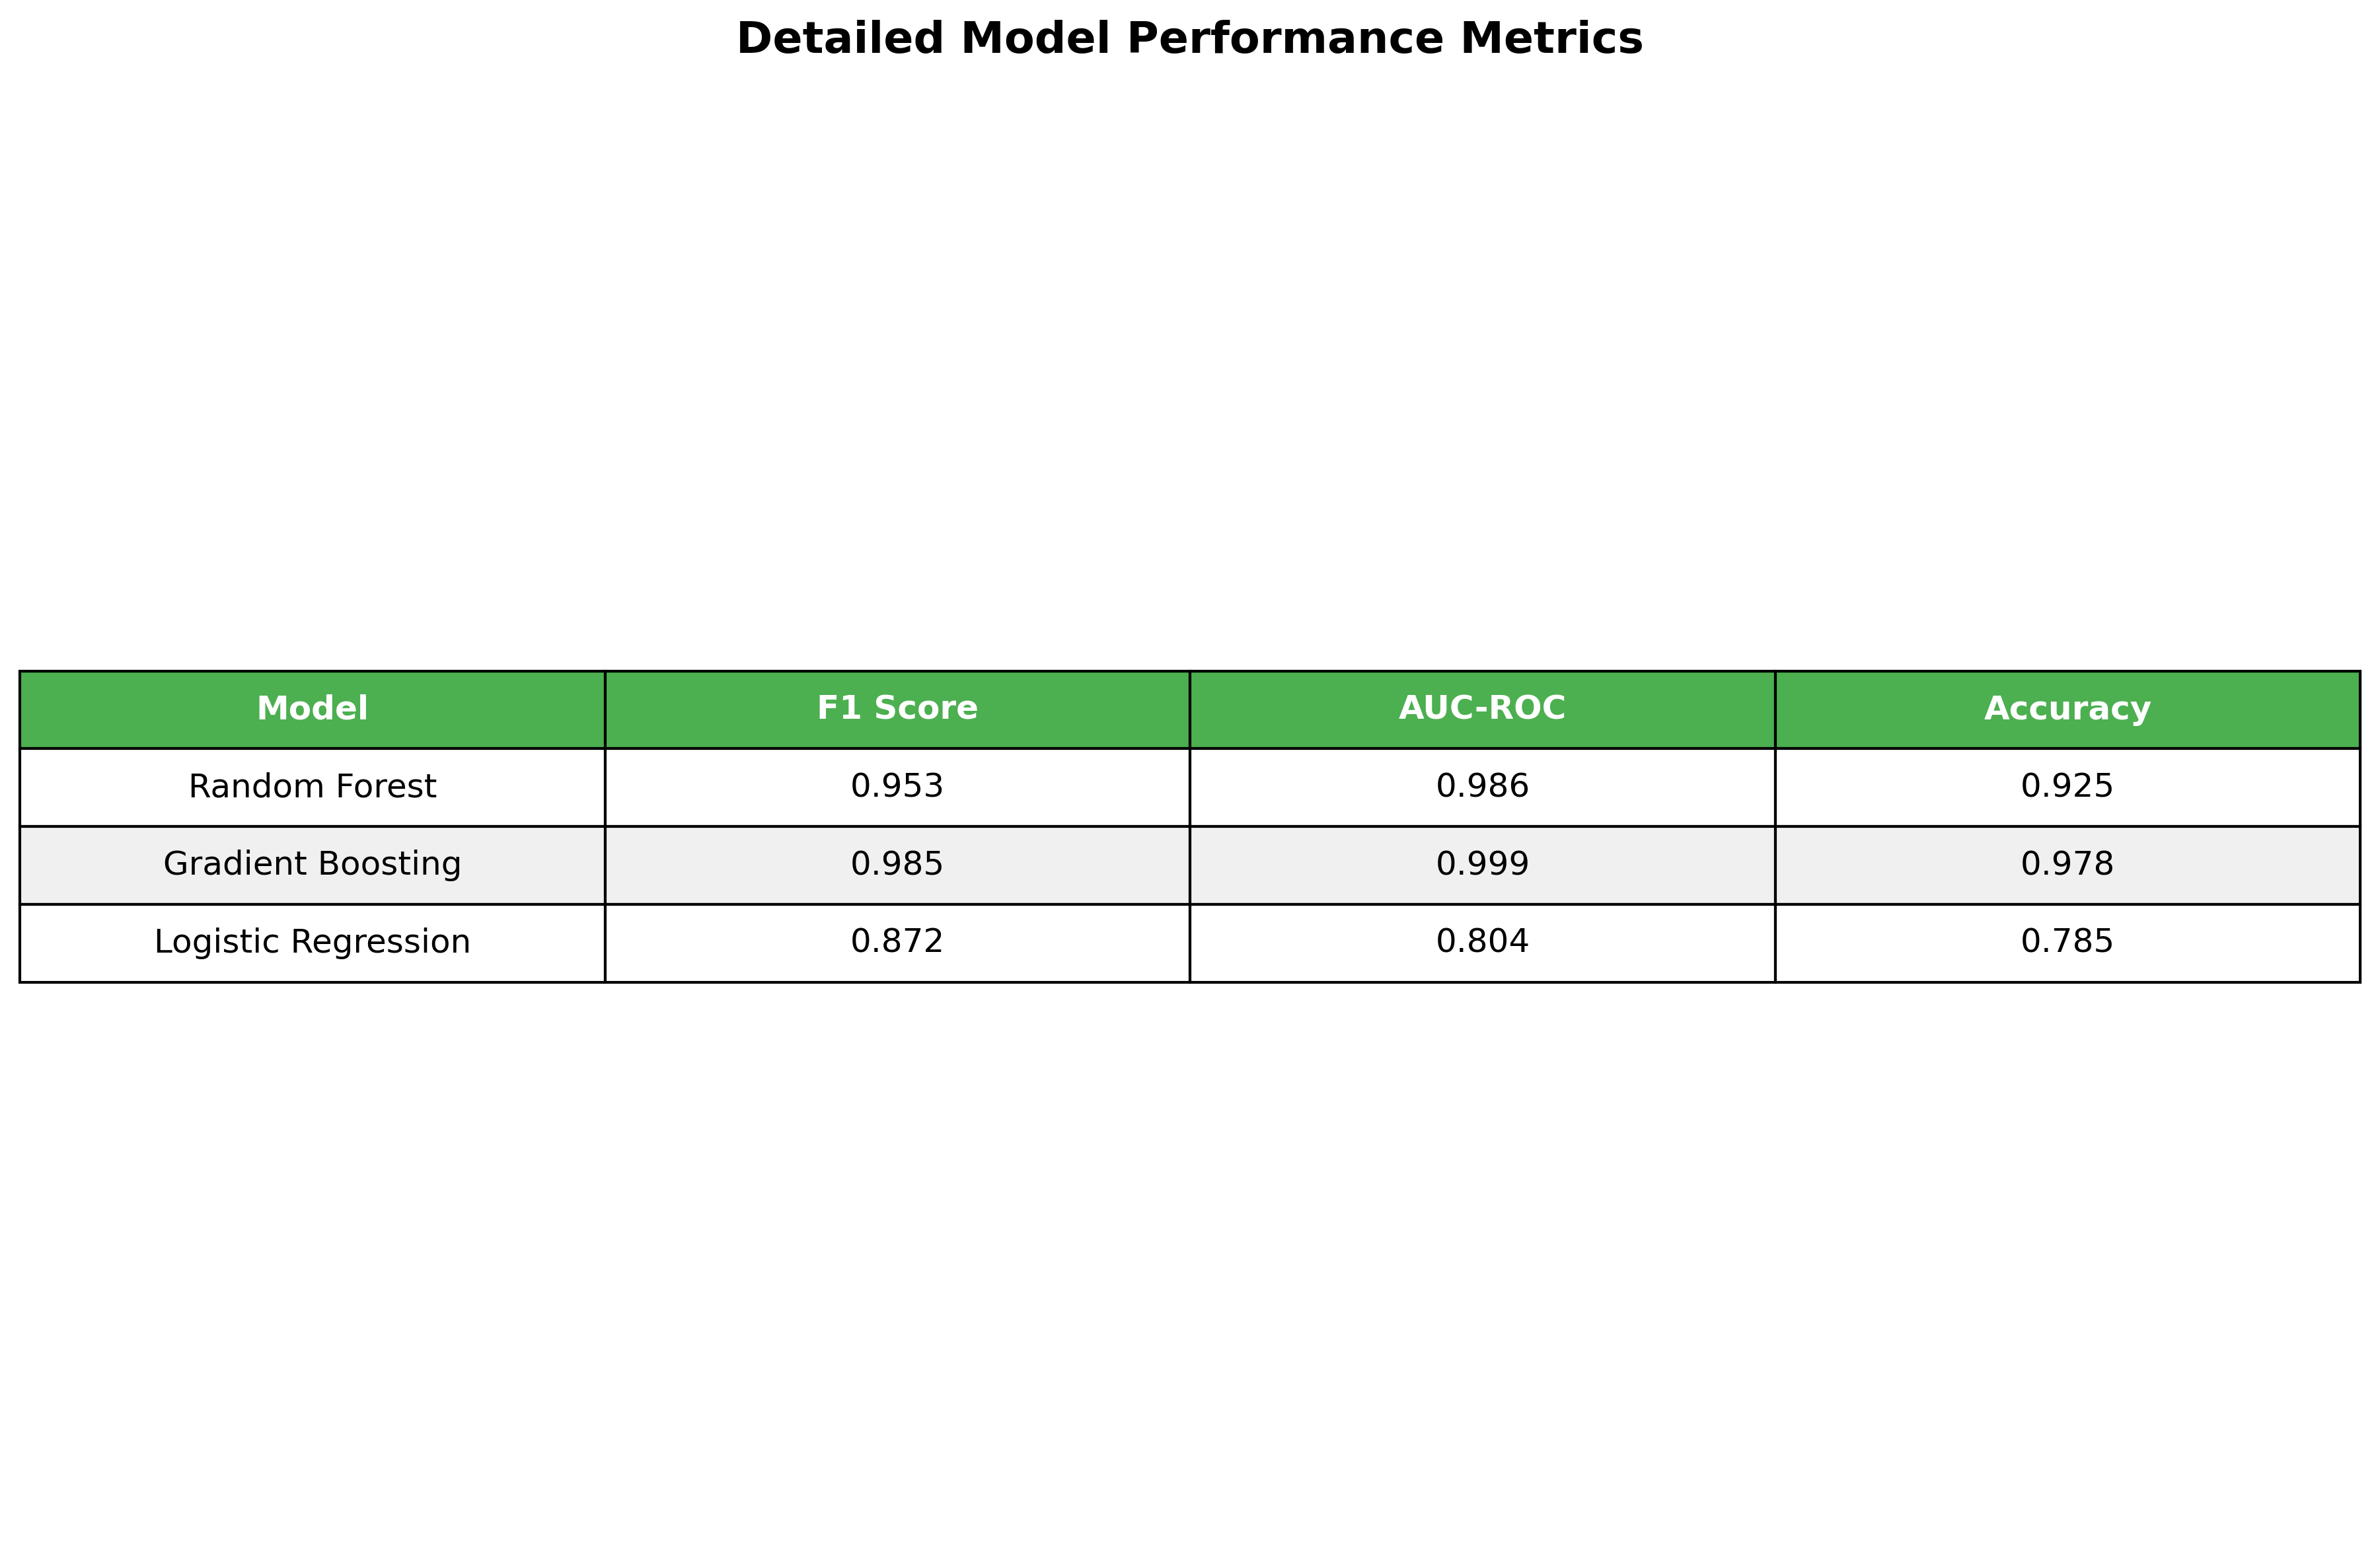 Detailed Model Performance Metrics
Model F1 Score AUC-ROC Accuracy
Random Forest 0.953 0.986 0.925
Gradient Boosting 0.985 0.999 0.978
Logistic Regression 0.872 0.804 0.785